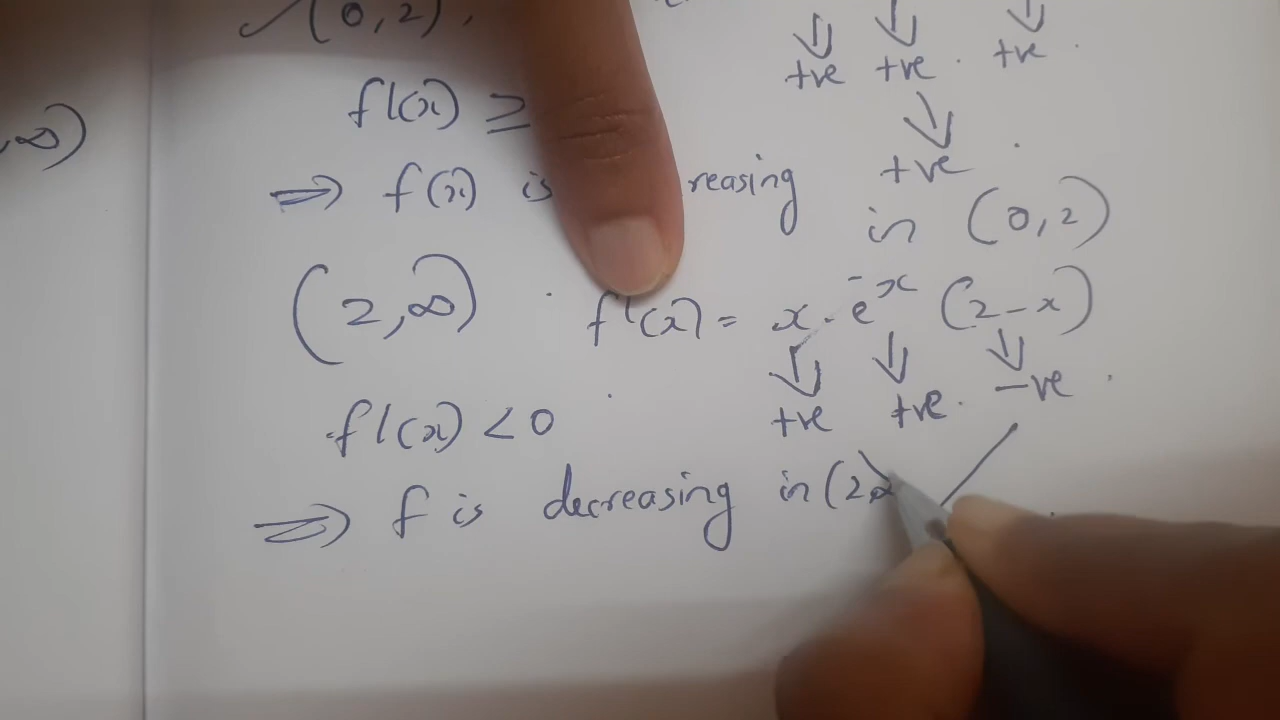 (0,2).
+ve +ve . +ve .
f'(x) ≥
+ve
⇒ f(x) is reasing
in (0,2)
,∞)
(2,∞) . f'(x) = x · e⁻ˣ (2-x)
+ve +ve . -ve .
f'(x) < 0
⇒ f is decreasing in (2,